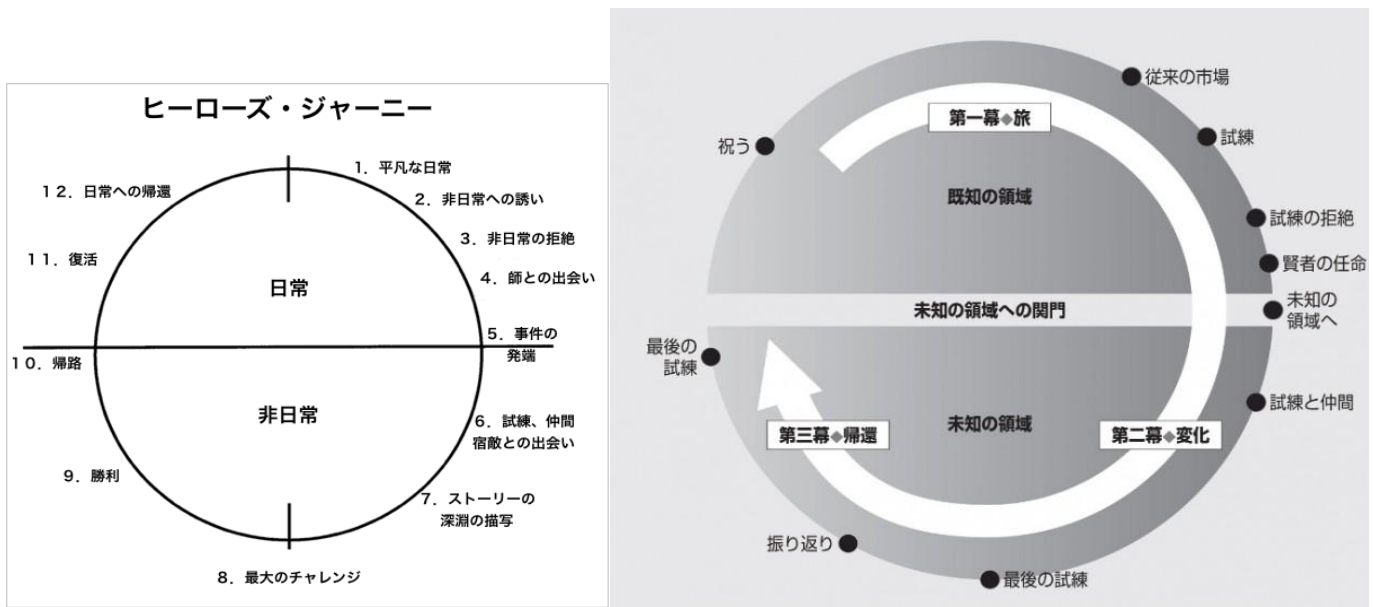 ヒーローズ・ジャーニー
1．平凡な日常
2．非日常への誘い
3．非日常の拒絶
4．師との出会い
5．事件の
発端
6．試練、仲間
宿敵との出会い
7．ストーリーの
深淵の描写
8．最大のチャレンジ
9．勝利
10．帰路
11．復活
12．日常への帰還
日常
非日常
従来の市場
試練
試練の拒絶
賢者の任命
未知の
領域へ
試練と仲間
最後の試練
振り返り
最後の
試練
祝う
第一幕◆旅
既知の領域
未知の領域への関門
未知の領域
第二幕◆変化
第三幕◆帰還